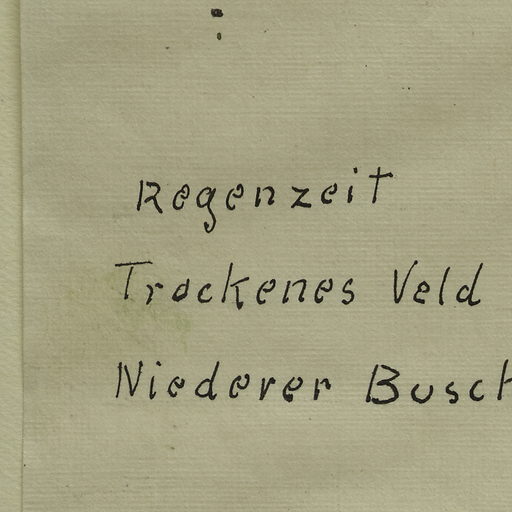 Regenzeit
Trockenes Veld
Niederer Busch